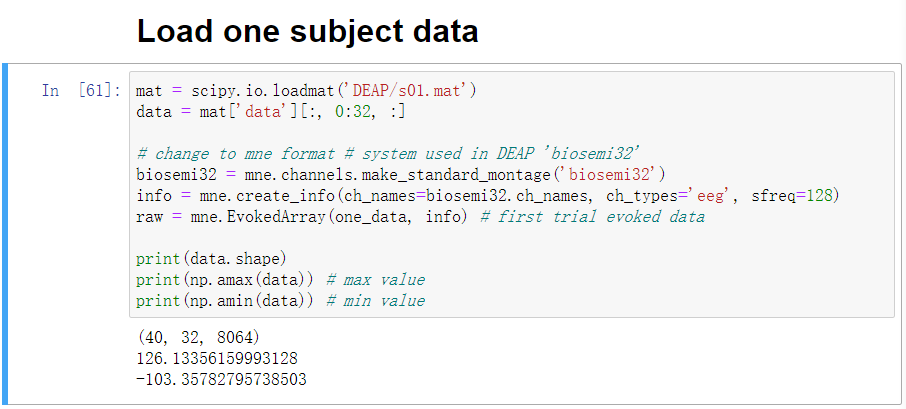 Load one subject data
In [61]: mat = scipy.io.loadmat('DEAP/s01.mat')
data = mat['data'][:, 0:32, :]
# change to mne format # system used in DEAP 'biosemi32'
biosemi32 = mne.channels.make_standard_montage('biosemi32')
info = mne.create_info(ch_names=biosemi32.ch_names, ch_types='eeg', sfreq=128)
raw = mne.EvokedArray(one_data, info) # first trial evoked data
print(data.shape)
print(np.amax(data)) # max value
print(np.amin(data)) # min value
(40, 32, 8064)
126.13356159993128
-103.35782795738503